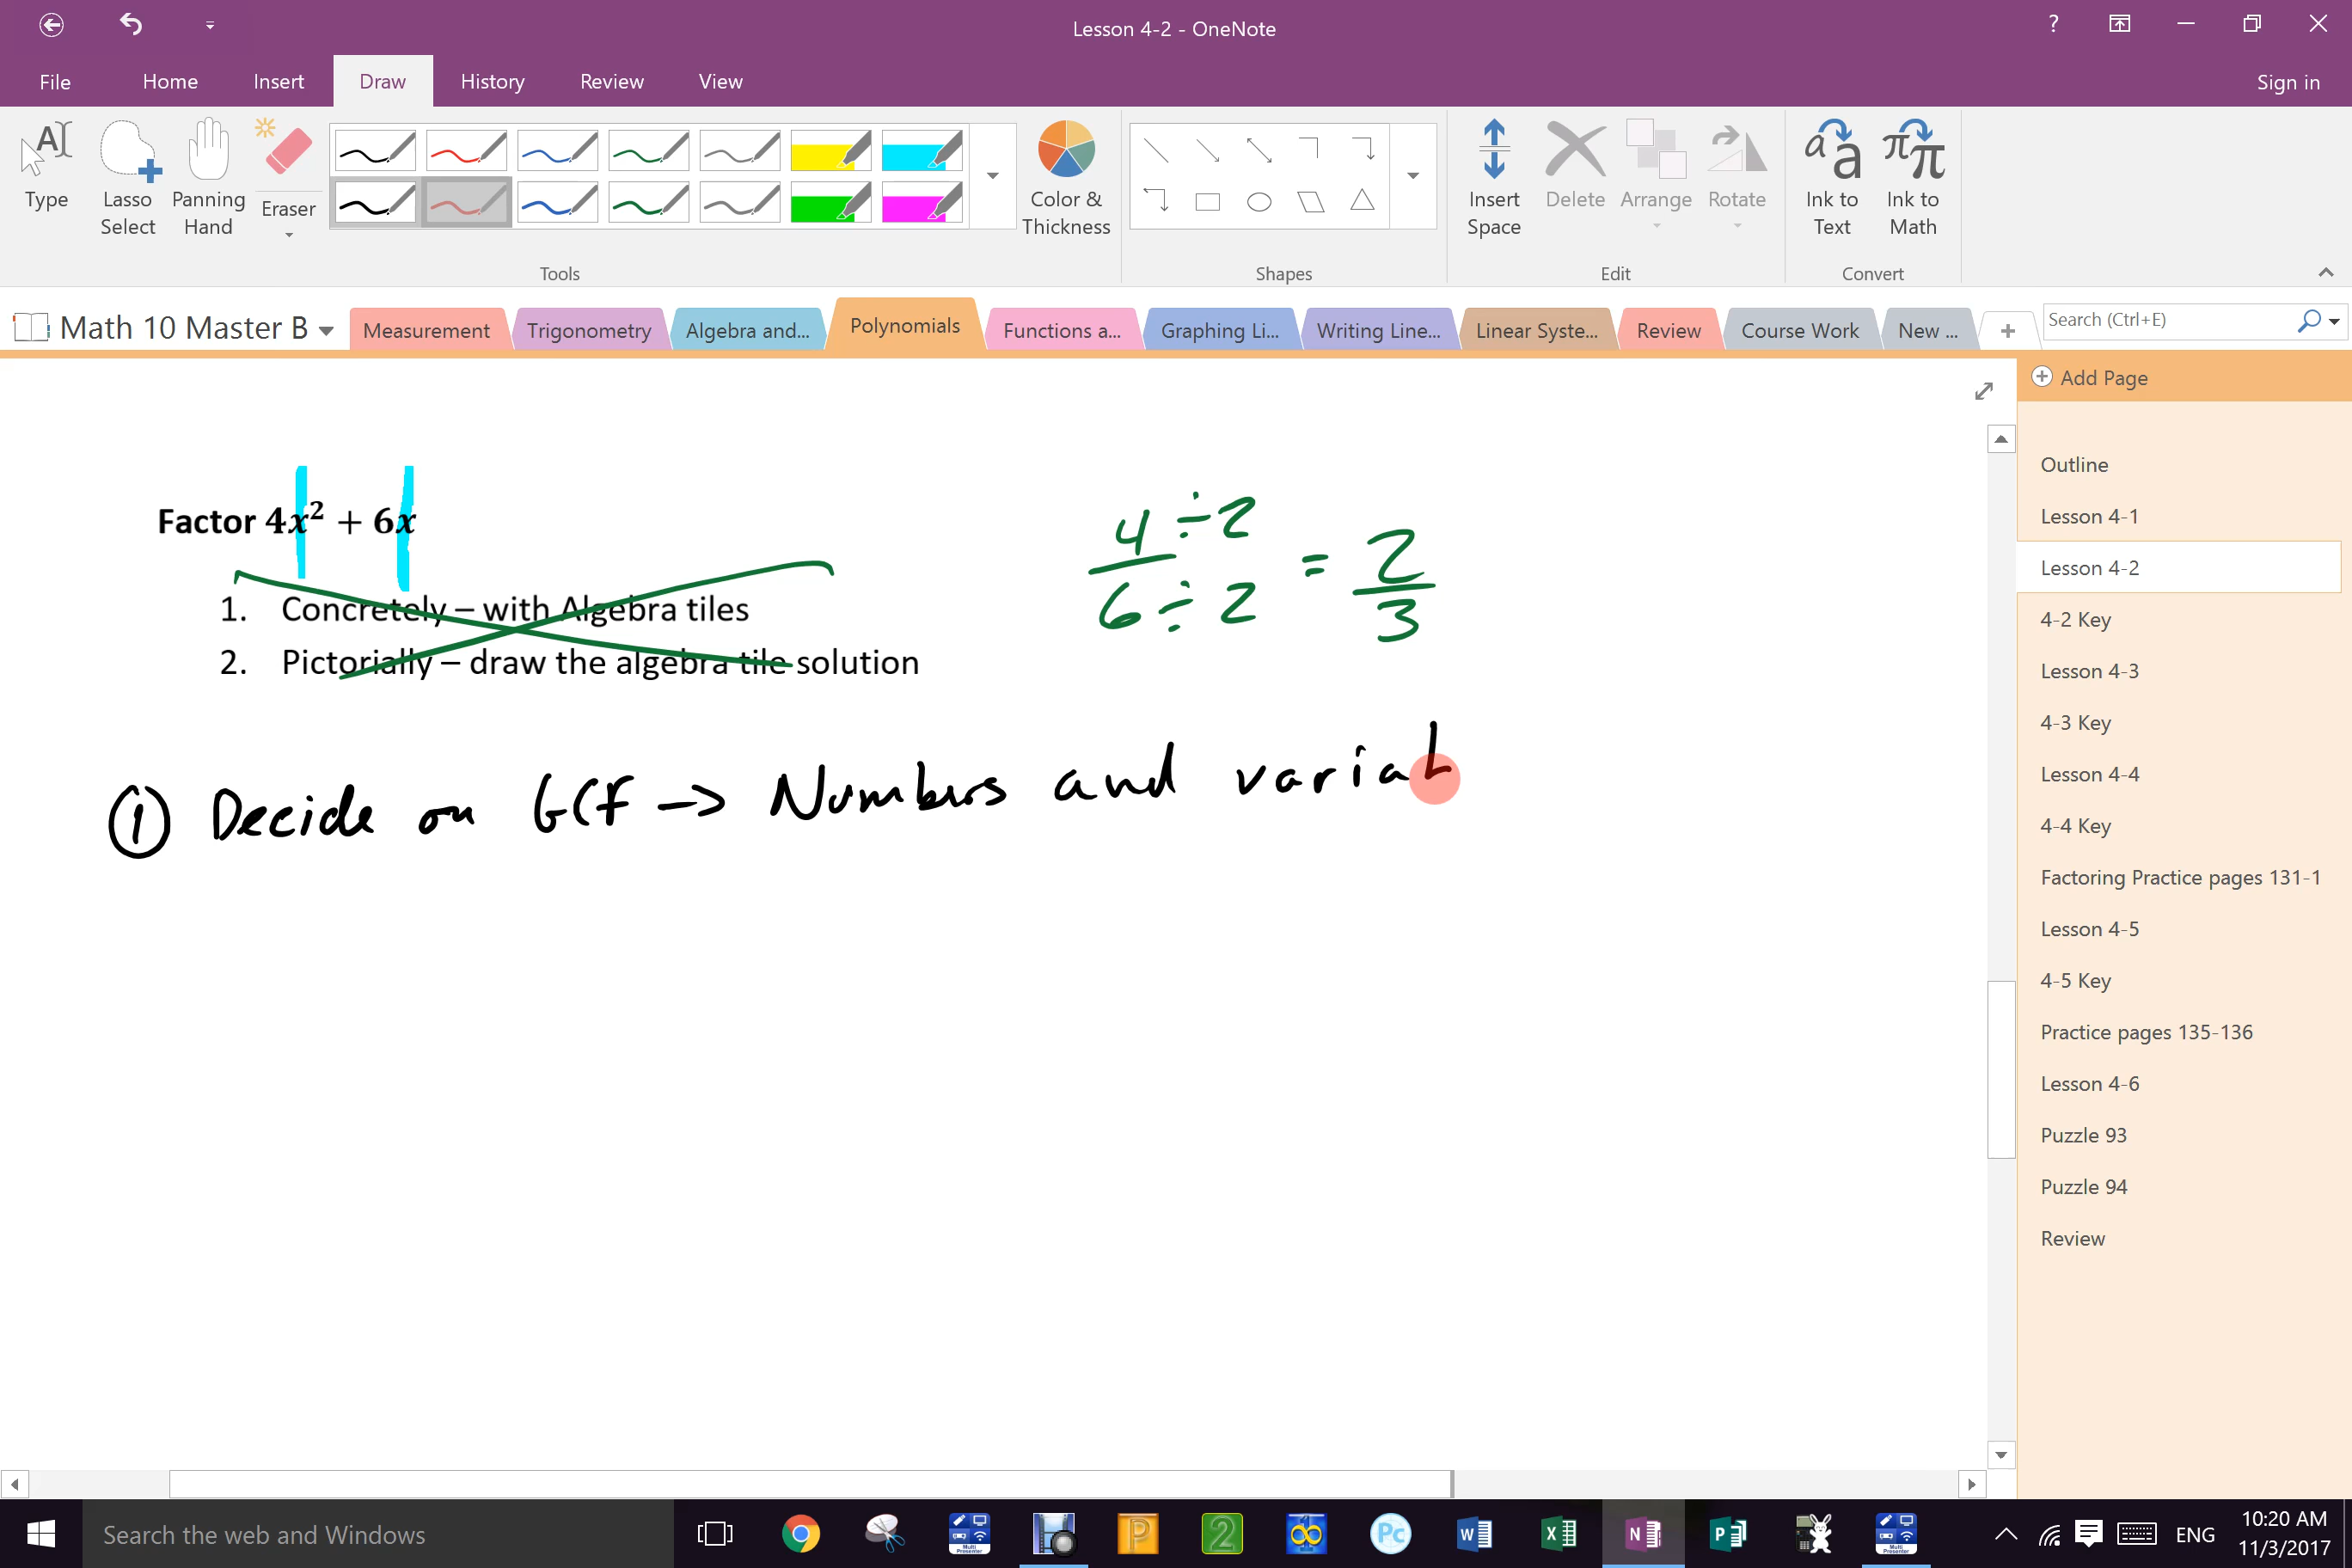 Lesson 4-2 - OneNote
?
File Home Insert Draw History Review View
Sign in
Type
Lasso Select
Panning Hand
Eraser
Color & Thickness
Insert Space
Delete
Arrange
Rotate
Ink to Text
Ink to Math
Tools
Shapes
Edit
Convert
Math 10 Master B
Measurement
Trigonometry
Algebra and...
Polynomials
Functions a...
Graphing Li...
Writing Line...
Linear Syste...
Review
Course Work
New ...
Search (Ctrl+E)
Add Page
Factor 4x² + 6x
1. Concretely – with Algebra tiles
2. Pictorially – draw the algebra tile solution
4 ÷ 2
6 ÷ 2
=
2
3
① Decide on GCF -> Numbers and variab
Outline
Lesson 4-1
Lesson 4-2
4-2 Key
Lesson 4-3
4-3 Key
Lesson 4-4
4-4 Key
Factoring Practice pages 131-1
Lesson 4-5
4-5 Key
Practice pages 135-136
Lesson 4-6
Puzzle 93
Puzzle 94
Review
Search the web and Windows
ENG
10:20 AM
11/3/2017